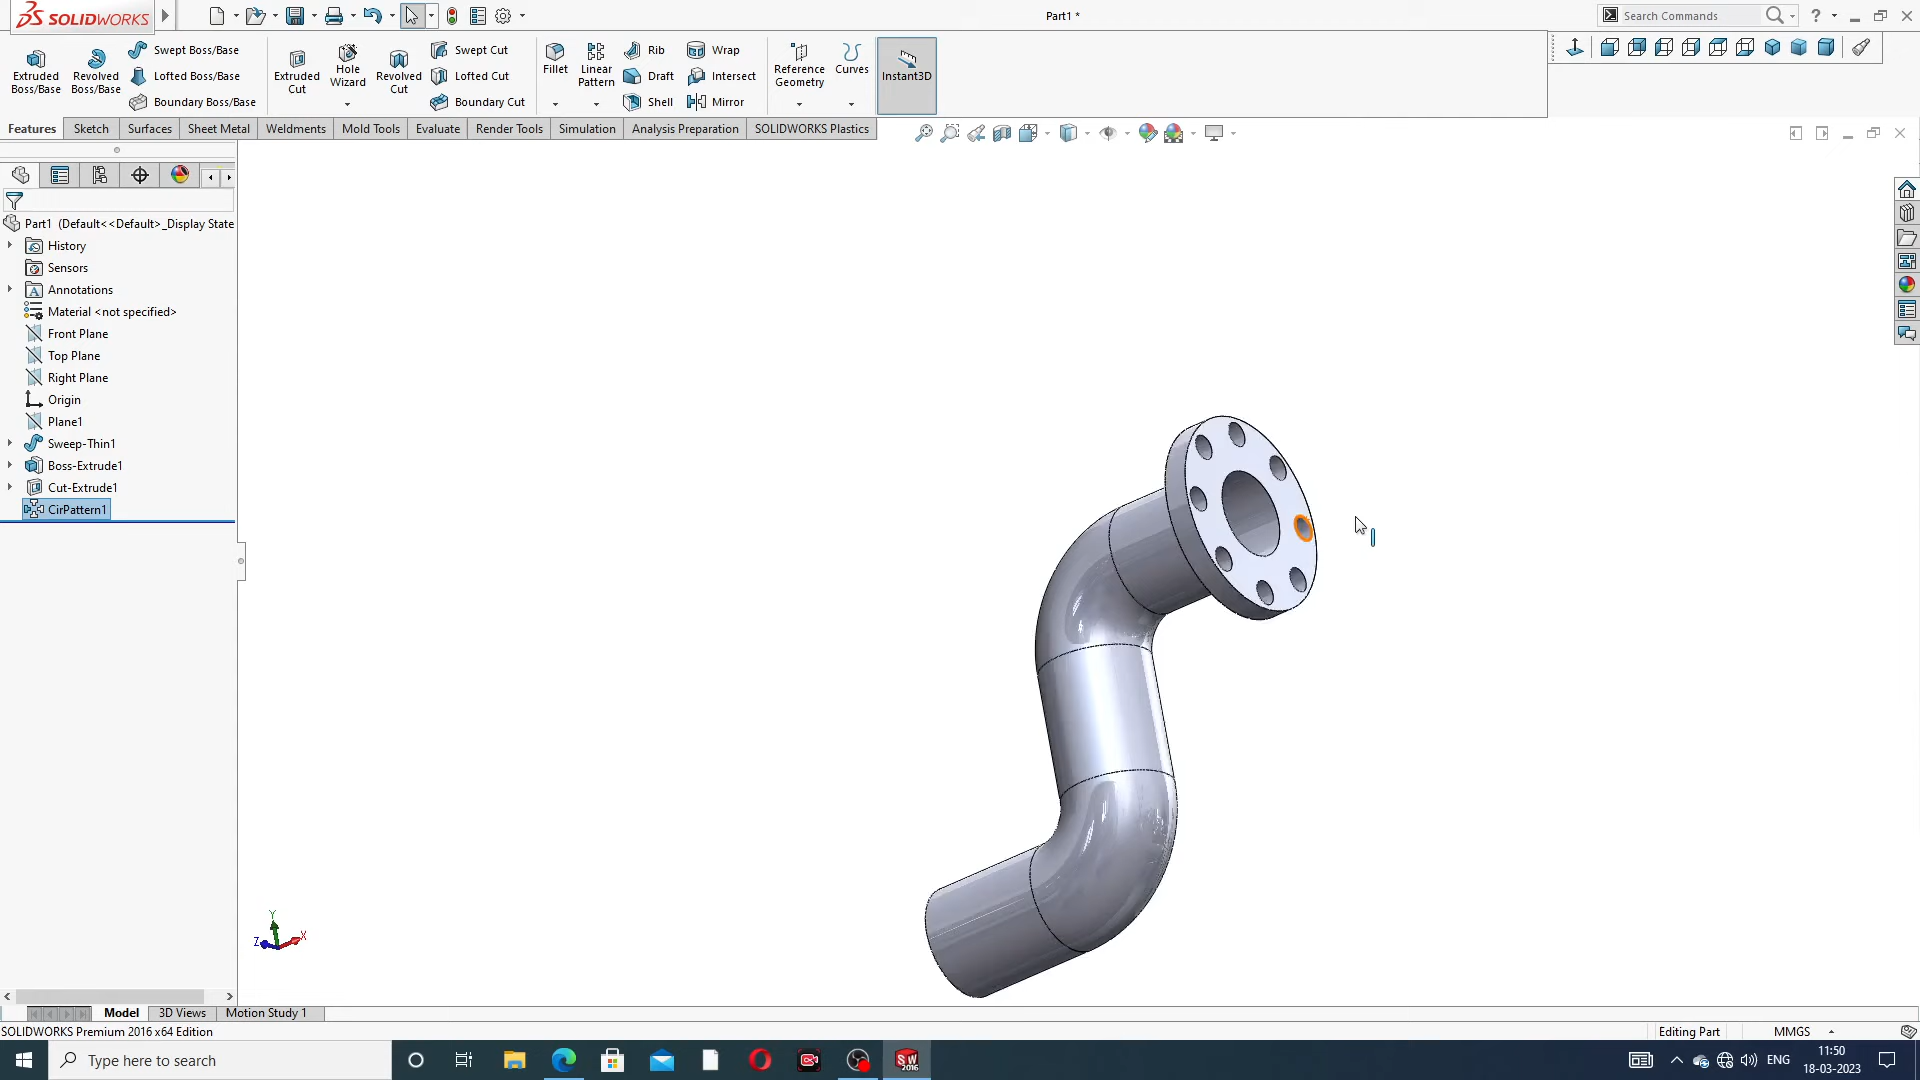 SOLIDWORKS
Part1 *
Search Commands
Extruded Boss/Base
Revolved Boss/Base
Swept Boss/Base
Lofted Boss/Base
Boundary Boss/Base
Extruded Cut
Hole Wizard
Revolved Cut
Swept Cut
Lofted Cut
Boundary Cut
Fillet
Linear Pattern
Rib
Draft
Shell
Wrap
Intersect
Mirror
Reference Geometry
Curves
Instant3D
Features
Sketch
Surfaces
Sheet Metal
Weldments
Mold Tools
Evaluate
Render Tools
Simulation
Analysis Preparation
SOLIDWORKS Plastics
Part1 (Default<<Default>_Display State
History
Sensors
Annotations
Material <not specified>
Front Plane
Top Plane
Right Plane
Origin
Plane1
Sweep-Thin1
Boss-Extrude1
Cut-Extrude1
CirPattern1
Y
Z
X
Model
3D Views
Motion Study 1
SOLIDWORKS Premium 2016 x64 Edition
Editing Part
MMGS
Type here to search
SW
2016
ENG
11:50
18-03-2023